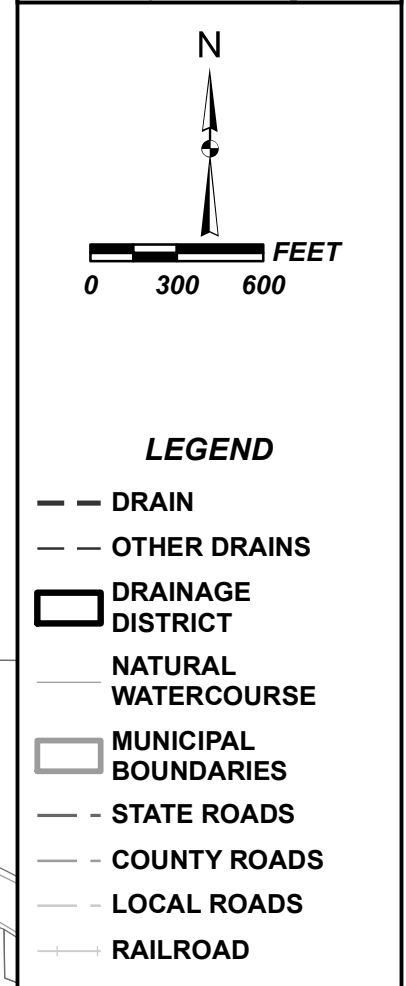 N
FEET
0 300 600
LEGEND
DRAIN
OTHER DRAINS
DRAINAGE
DISTRICT
NATURAL
WATERCOURSE
MUNICIPAL
BOUNDARIES
STATE ROADS
COUNTY ROADS
LOCAL ROADS
RAILROAD